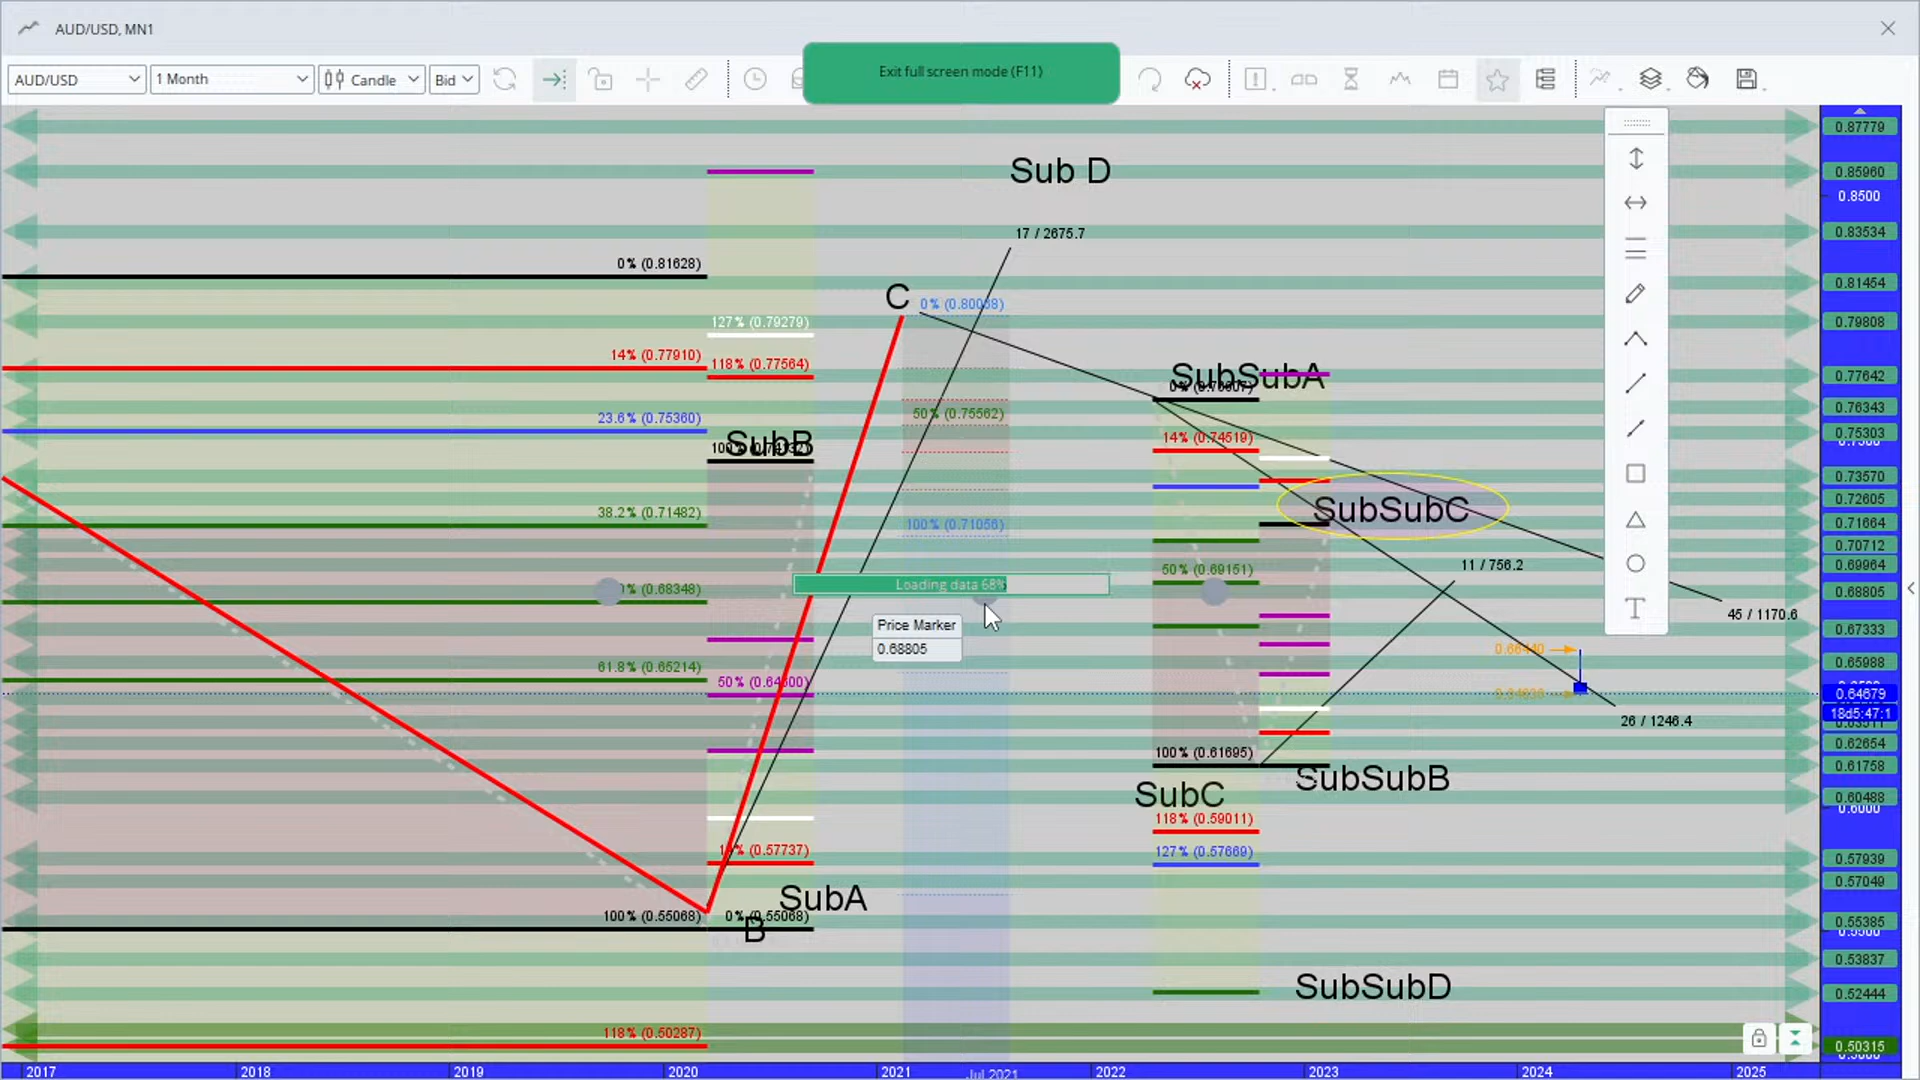 AUD/USD, MN1
AUD/USD
1 Month
Candle
Bid
Exit full screen mode (F11)
0.87779
Sub D
0.85960
0.8500
17 / 2675.7
0.83534
0% (0.81628)
0.81454
C
0% (0.80068)
127% (0.79279)
0.79808
14% (0.77910)
118% (0.77564)
SubSubA
0.77642
0.76343
23.6% (0.75360)
50% (0.75562)
0.75303
SubB
14% (0.74519)
0.73570
0.72605
38.2% (0.71482)
SubSubC
100% (0.71056)
0.71664
0.70712
11 / 756.2
0.69964
50% (0.69151)
Loading data 68%
(0.68348)
0.68805
Price Marker
0.68805
45 / 1170.6
0.67333
61.8% (0.65214)
0.65988
50% (0.64600)
0.64679
18d5:47:1
26 / 1246.4
0.62654
100% (0.61695)
0.61758
SubSubB
SubC
0.60488
0.6000
118% (0.59011)
(0.57737)
127% (0.57669)
0.57939
0.57049
SubA
100% (0.55068)
0% (0.55068)
B
0.55385
0.5500
0.53837
SubSubD
0.52444
118% (0.50287)
0.50315
2017
2018
2019
2020
2021
Jul 2021
2022
2023
2024
2025